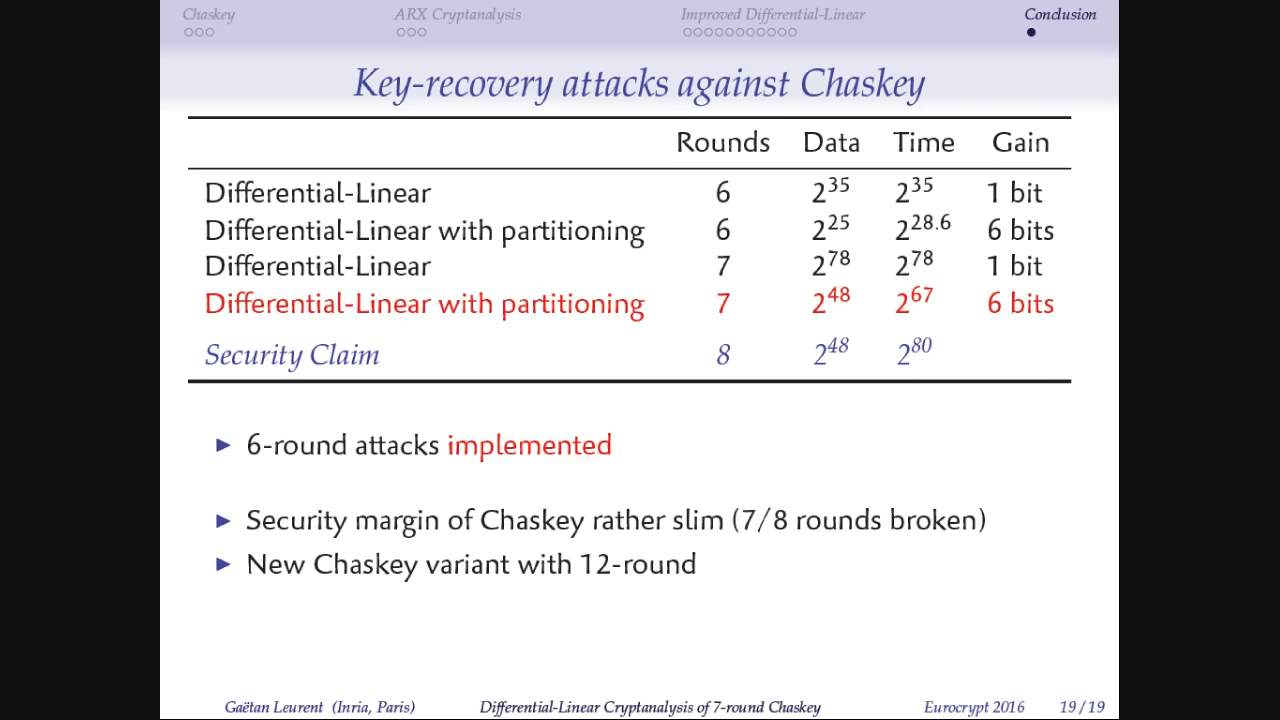 Chaskey ARX Cryptanalysis Improved Differential-Linear Conclusion
Key-recovery attacks against Chaskey
Rounds Data Time Gain
Differential-Linear 6 2^35 2^35 1 bit
Differential-Linear with partitioning 6 2^25 2^28.6 6 bits
Differential-Linear 7 2^78 2^78 1 bit
Differential-Linear with partitioning 7 2^48 2^67 6 bits
Security Claim 8 2^48 2^80
▶ 6-round attacks implemented
▶ Security margin of Chaskey rather slim (7/8 rounds broken)
▶ New Chaskey variant with 12-round
Gaëtan Leurent (Inria, Paris) Differential-Linear Cryptanalysis of 7-round Chaskey Eurocrypt 2016 19 / 19